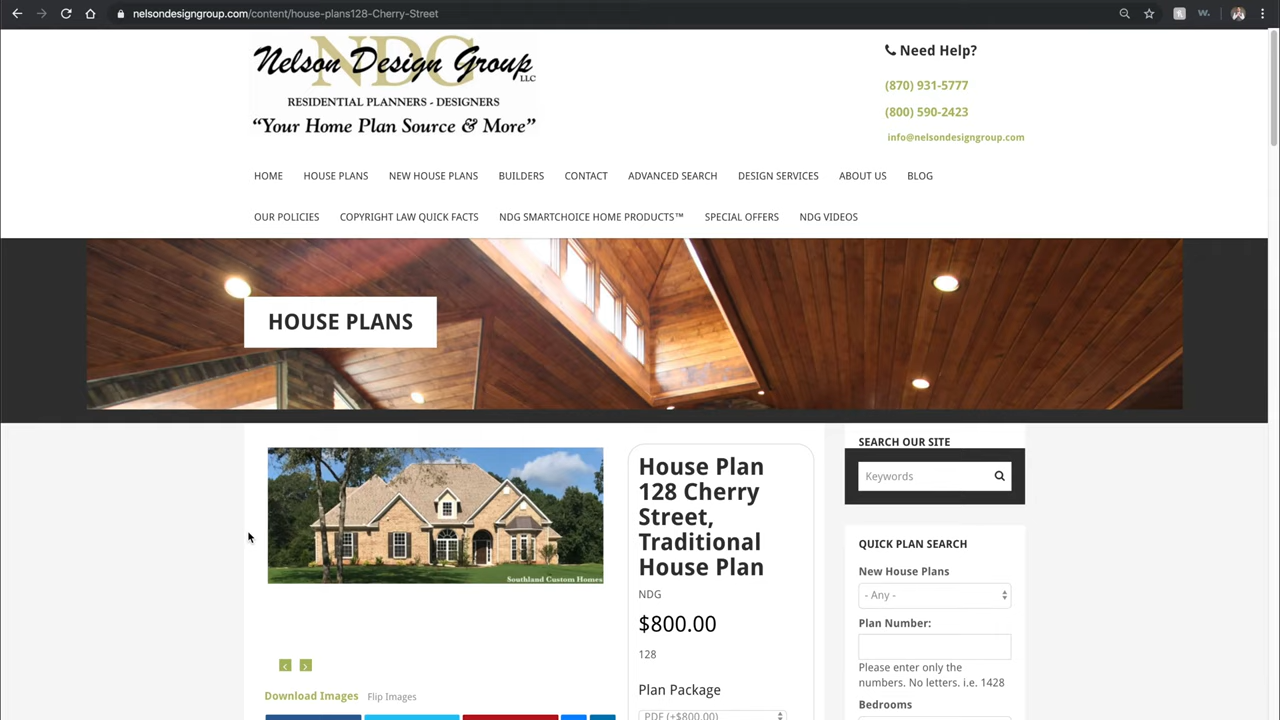 nelsondesigngroup.com/content/house-plans128-Cherry-Street
NDG
Nelson Design Group
LLC
RESIDENTIAL PLANNERS - DESIGNERS
“Your Home Plan Source & More”
Need Help?
(870) 931-5777
(800) 590-2423
info@nelsondesigngroup.com
HOME HOUSE PLANS NEW HOUSE PLANS BUILDERS CONTACT ADVANCED SEARCH DESIGN SERVICES ABOUT US BLOG
OUR POLICIES COPYRIGHT LAW QUICK FACTS NDG SMARTCHOICE HOME PRODUCTS™ SPECIAL OFFERS NDG VIDEOS
HOUSE PLANS
Southland Custom Homes
‹ ›
Download Images Flip Images
House Plan
128 Cherry
Street,
Traditional
House Plan
NDG
$800.00
128
Plan Package
PDF (+$800.00)
SEARCH OUR SITE
Keywords
QUICK PLAN SEARCH
New House Plans
- Any -
Plan Number:
Please enter only the
numbers. No letters. i.e. 1428
Bedrooms